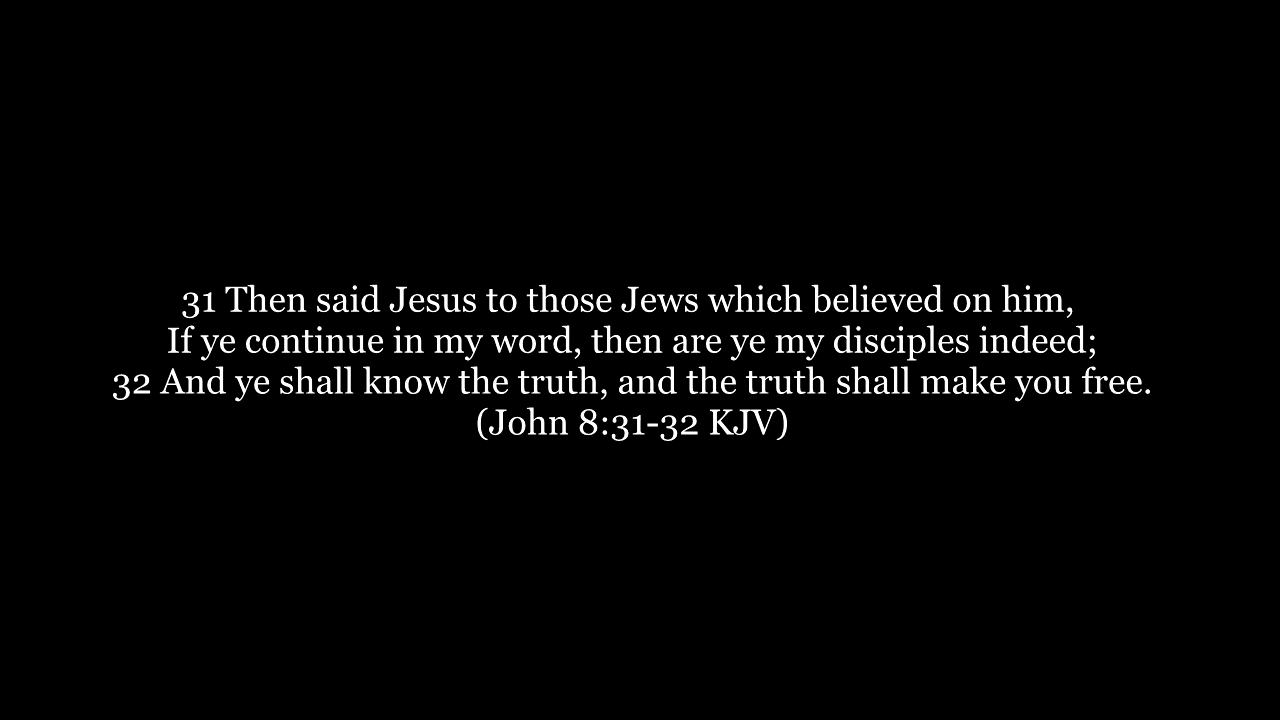 31 Then said Jesus to those Jews which believed on him,
If ye continue in my word, then are ye my disciples indeed;
32 And ye shall know the truth, and the truth shall make you free.
(John 8:31-32 KJV)